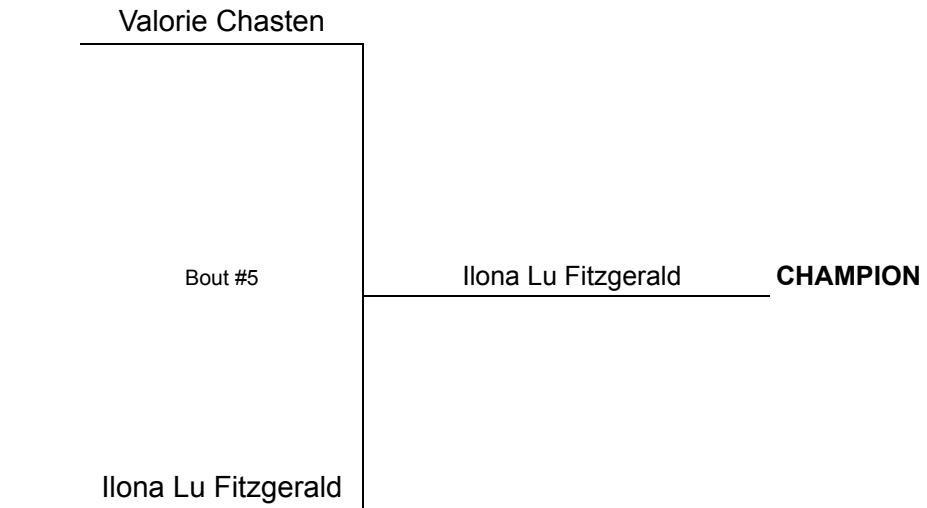 Valorie Chasten
Bout #5
Ilona Lu Fitzgerald
CHAMPION
Ilona Lu Fitzgerald